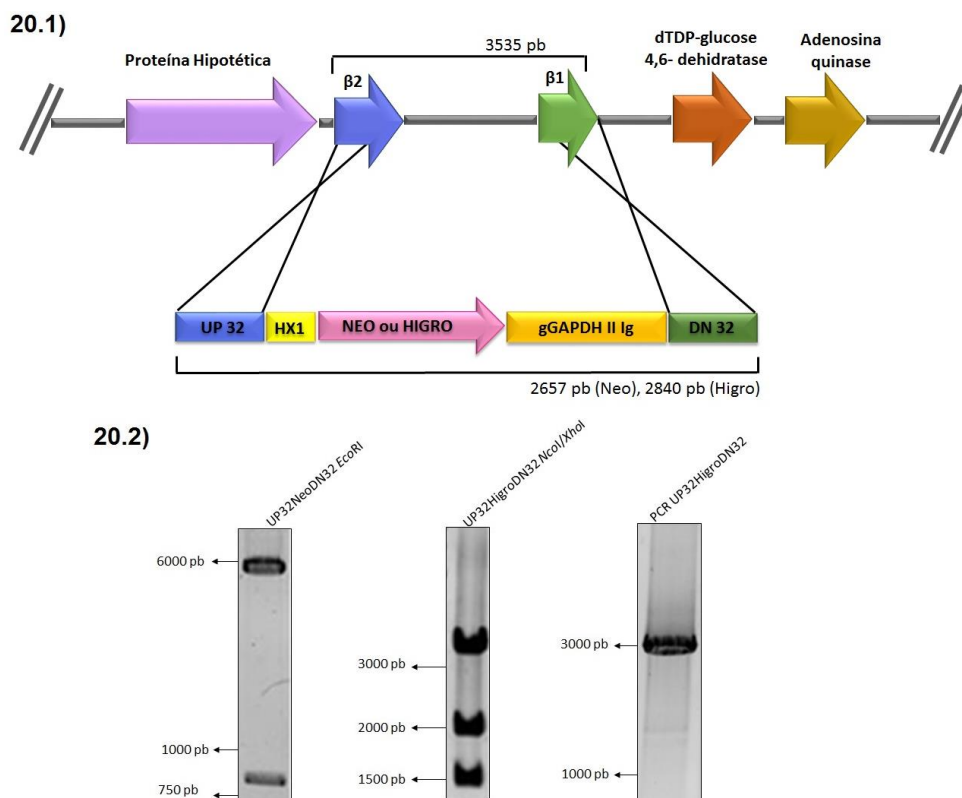 20.1)
3535 pb
Proteína Hipotética
β2
β1
dTDP-glucose
4,6- dehidratase
Adenosina
quinase
UP 32
HX1
NEO ou HIGRO
gGAPDH II Ig
DN 32
2657 pb (Neo), 2840 pb (Higro)
20.2)
UP32NeoDN32 EcoRI
6000 pb
1000 pb
750 pb
UP32HigroDN32 NcoI/XhoI
3000 pb
2000 pb
1500 pb
PCR UP32HigroDN32
3000 pb
1000 pb